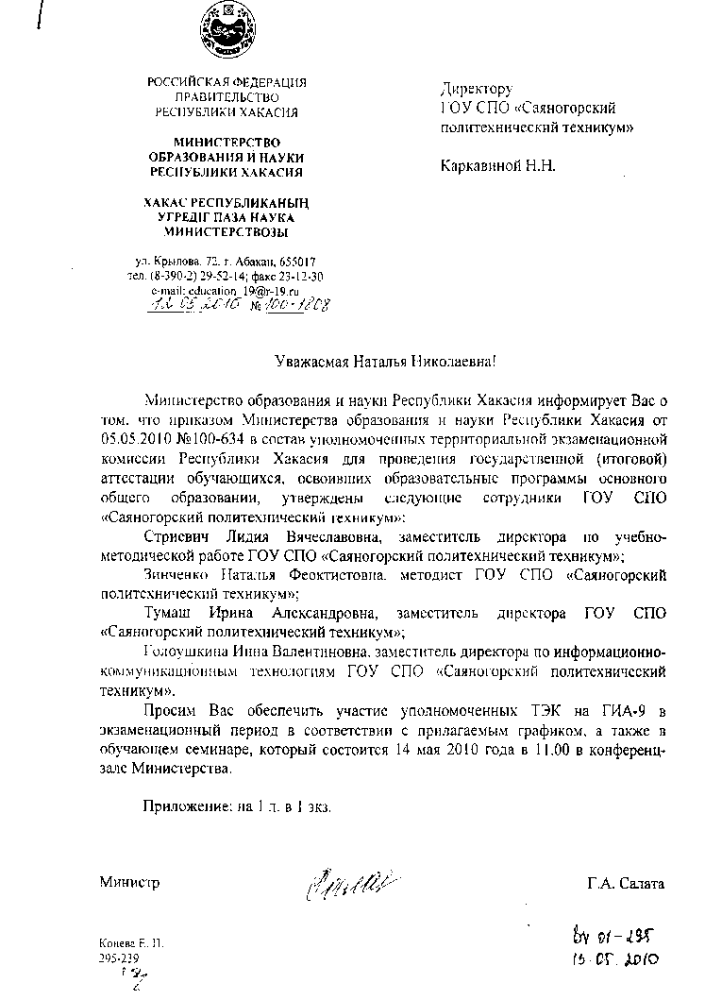 РОССИЙСКАЯ ФЕДЕРАЦИЯ
ПРАВИТЕЛЬСТВО
РЕСПУБЛИКИ ХАКАСИЯ
МИНИСТЕРСТВО
ОБРАЗОВАНИЯ И НАУКИ
РЕСПУБЛИКИ ХАКАСИЯ
ХАКАС РЕСПУБЛИКАНЫҢ
УГРЕДІГ ПАЗА НАУКА
МИНИСТЕРСТВОЗЫ
ул. Крылова, 72, г. Абакан, 655017
тел. (8-390-2) 29-52-14; факс 23-12-30
e-mail: education_19@r-19.ru
12 05 2010 № 100-1808
Директору
ГОУ СПО «Саяногорский
политехнический техникум»
Каркавиной Н.Н.
Уважаемая Наталья Николаевна!
Министерство образования и науки Республики Хакасия информирует Вас о
том, что приказом Министерства образования и науки Республики Хакасия от
05.05.2010 №100-634 в состав уполномоченных территориальной экзаменационной
комиссии Республики Хакасия для проведения государственной (итоговой)
аттестации обучающихся, освоивших образовательные программы основного
общего образовании, утверждены следующие сотрудники ГОУ СПО
«Саяногорский политехнический техникум»:
Стриевич Лидия Вячеславовна, заместитель директора по учебно-
методической работе ГОУ СПО «Саяногорский политехнический техникум»;
Зинченко Наталья Феоктистовна, методист ГОУ СПО «Саяногорский
политехнический техникум»;
Тумаш Ирина Александровна, заместитель директора ГОУ СПО
«Саяногорский политехнический техникум»;
Голоушкина Инна Валентиновна, заместитель директора по информационно-
коммуникационным технологиям ГОУ СПО «Саяногорский политехнический
техникум».
Просим Вас обеспечить участие уполномоченных ТЭК на ГИА-9 в
экзаменационный период в соответствии с прилагаемым графиком, а также в
обучающем семинаре, который состоится 14 мая 2010 года в 11.00 в конференц-
зале Министерства.
Приложение: на 1 л. в 1 экз.
Министр
Г.А. Салата
Конева Е. П.
295-239
01-295
13.05.2010